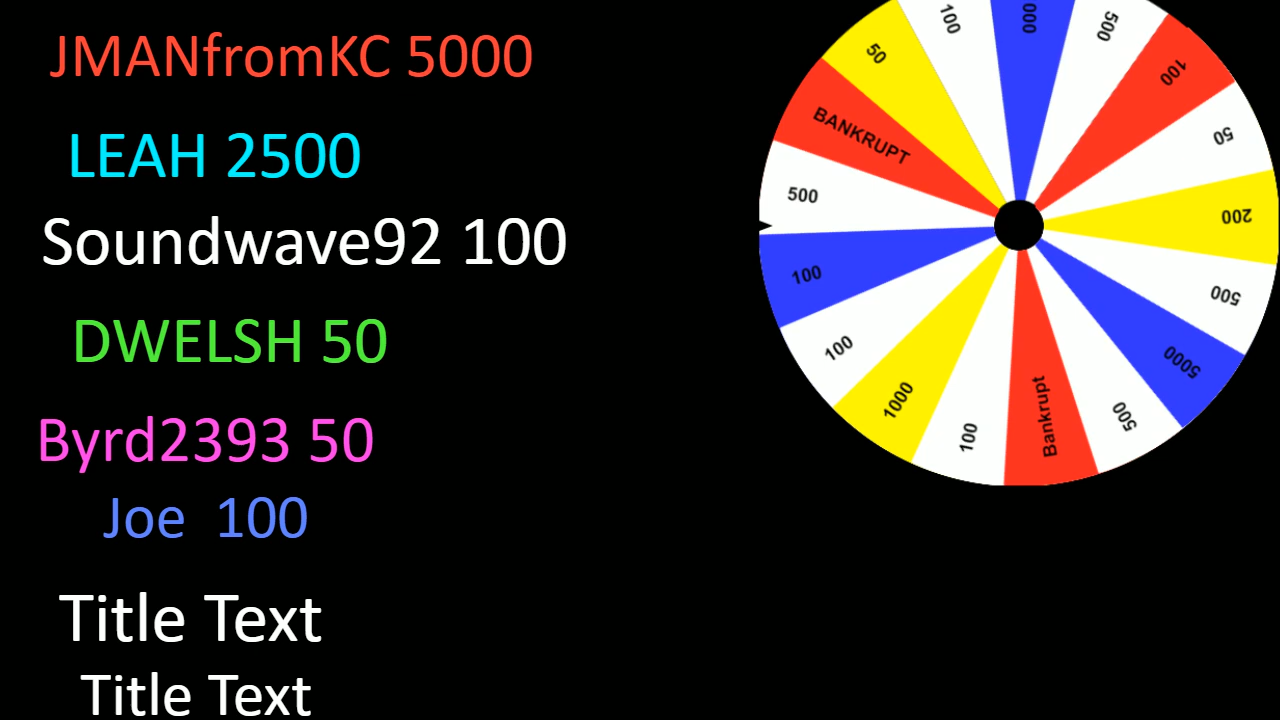 JMANfromKC 5000
LEAH 2500
Soundwave92 100
DWELSH 50
Byrd2393 50
Joe 100
Title Text
Title Text
50
100
000
500
100
50
200
500
5000
500
Bankrupt
100
1000
100
100
500
BANKRUPT